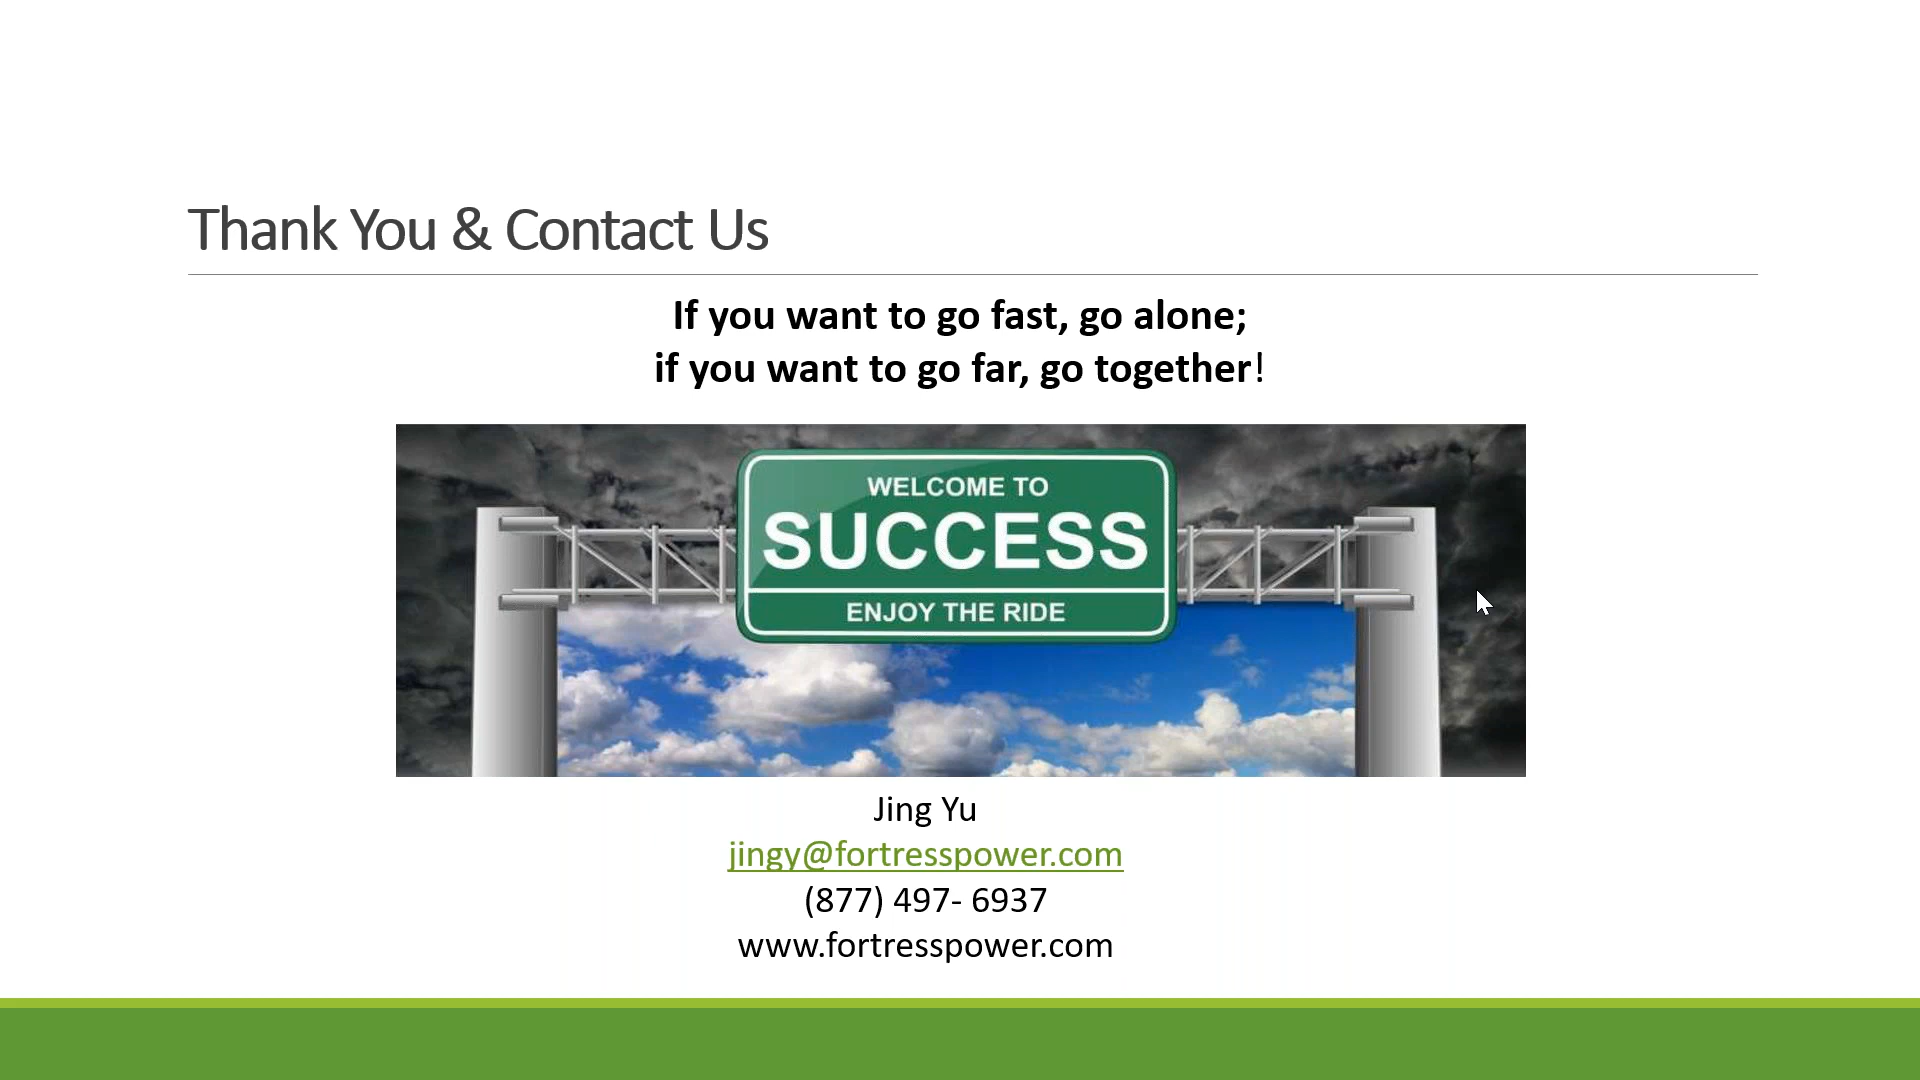 Thank You & Contact Us
If you want to go fast, go alone;
if you want to go far, go together!
WELCOME TO
SUCCESS
ENJOY THE RIDE
Jing Yu
jingy@fortresspower.com
(877) 497- 6937
www.fortresspower.com